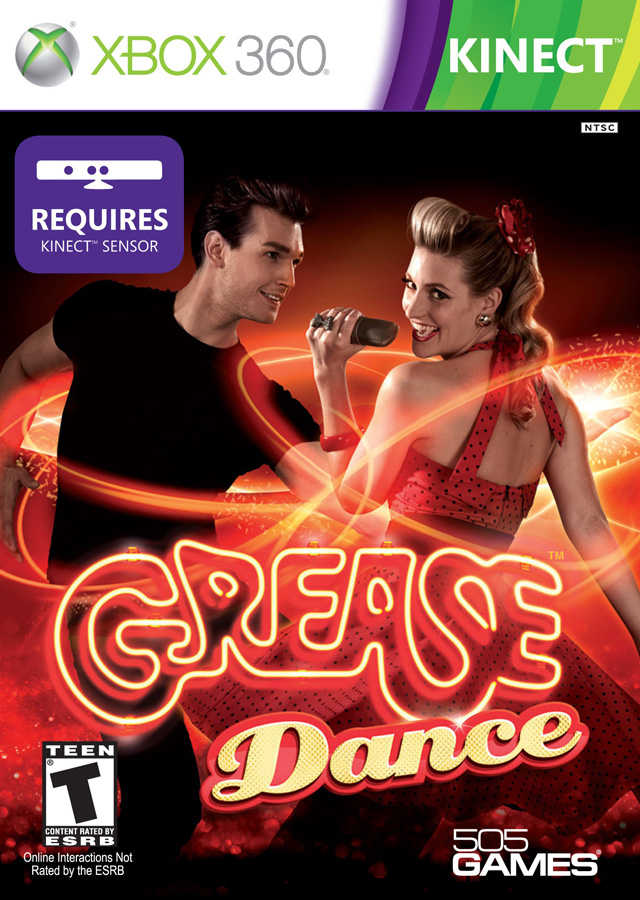 XBOX 360®
KINECT™
NTSC
REQUIRES
KINECT™ SENSOR
GREASE™
Dance
TEEN
®
T
CONTENT RATED BY
ESRB
Online Interactions Not
Rated by the ESRB
505
GAMES®